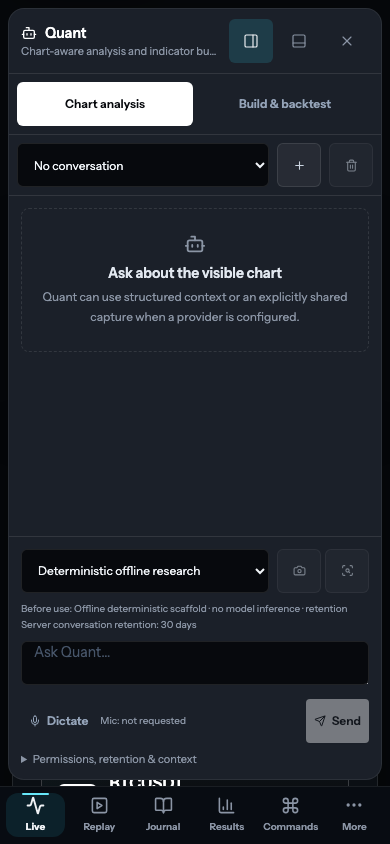 Quant
Chart-aware analysis and indicator bu...
Chart analysis
Build & backtest
No conversation
Ask about the visible chart
Quant can use structured context or an explicitly shared
capture when a provider is configured.
Deterministic offline research
Before use: Offline deterministic scaffold · no model inference · retention
Server conversation retention: 30 days
Ask Quant...
Dictate
Mic: not requested
Send
Permissions, retention & context
BTCUSDT
Live
Replay
Journal
Results
Commands
More